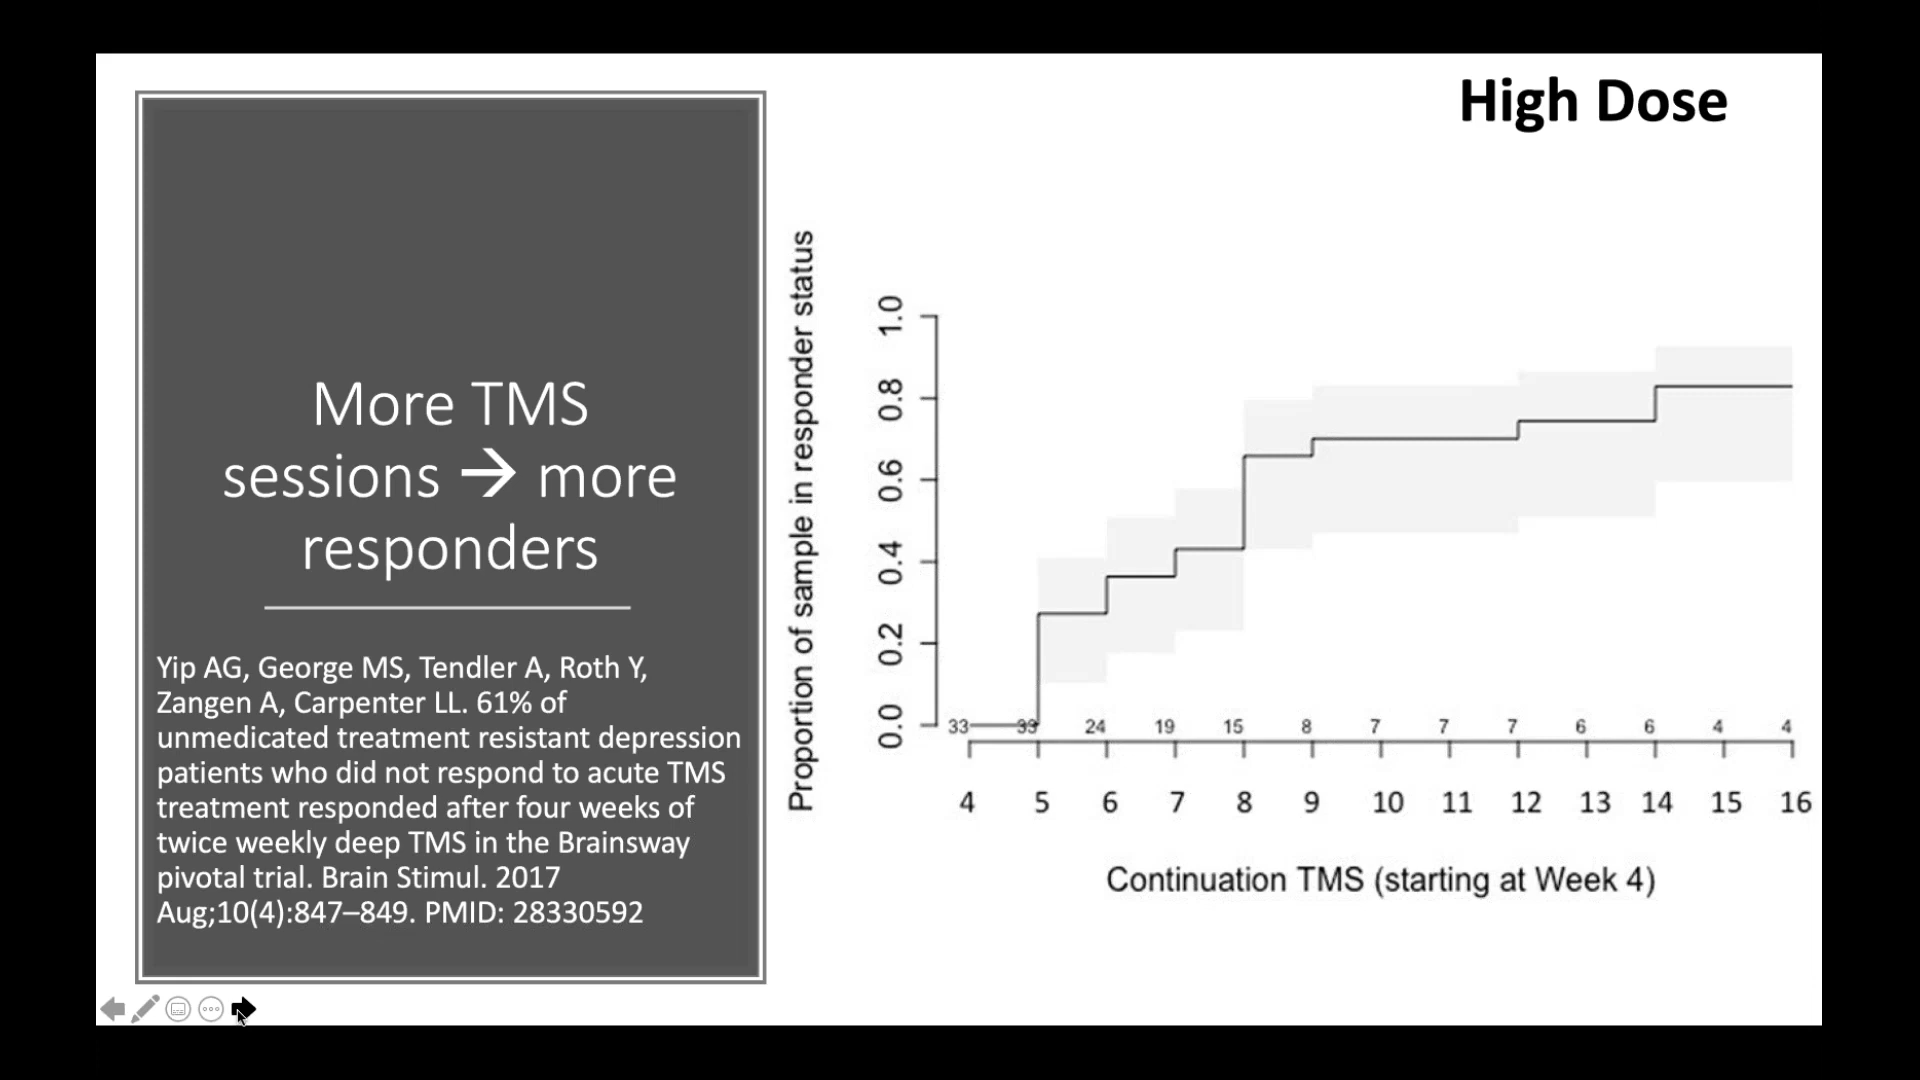 High Dose
More TMS
sessions → more
responders
Yip AG, George MS, Tendler A, Roth Y,
Zangen A, Carpenter LL. 61% of
unmedicated treatment resistant depression
patients who did not respond to acute TMS
treatment responded after four weeks of
twice weekly deep TMS in the Brainsway
pivotal trial. Brain Stimul. 2017
Aug;10(4):847–849. PMID: 28330592
Proportion of sample in responder status
1.0
0.8
0.6
0.4
0.2
0.0
33 24 19 15 8 7 7 7 6 6 4 4
4 5 6 7 8 9 10 11 12 13 14 15 16
Continuation TMS (starting at Week 4)